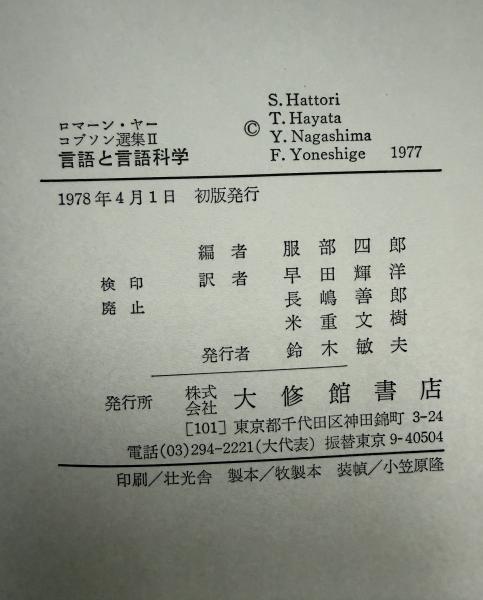 ロマーン・ヤー
コブソン選集Ⅱ
言語と言語科学
©
S. Hattori
T. Hayata
Y. Nagashima
F. Yoneshige 1977
1978年4月1日 初版発行
検印
廃止
編者 服部四郎
訳者 早田輝洋
長嶋善郎
米重文樹
発行者 鈴木敏夫
発行所 株式会社 大修館書店
[101] 東京都千代田区神田錦町 3-24
電話(03)294-2221(大代表) 振替東京 9-40504
印刷/壮光舎 製本/牧製本 装幀/小笠原隆